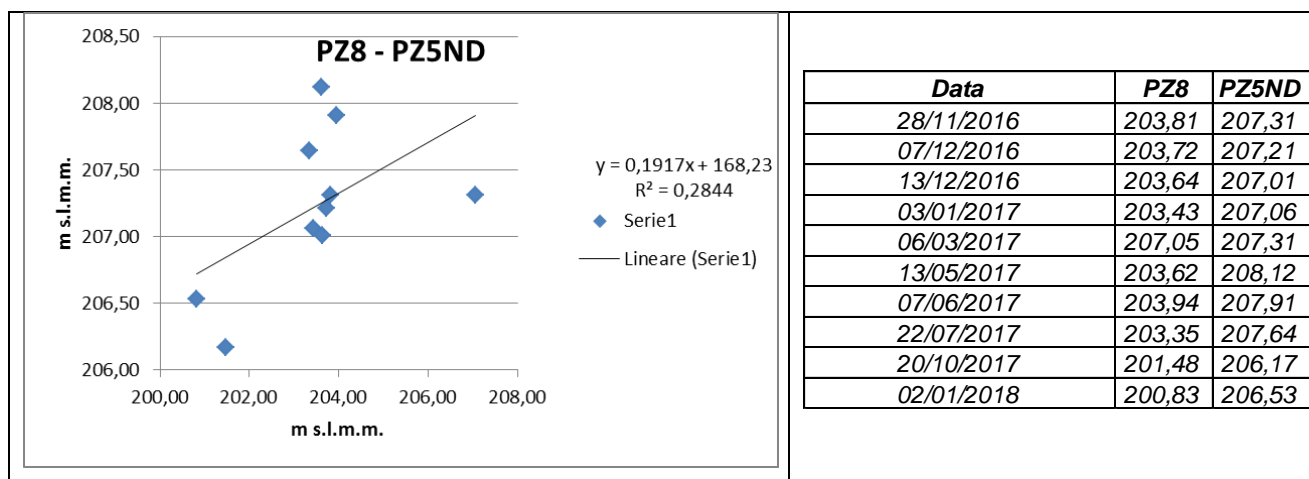 PZ8 - PZ5ND
208,50
208,00
207,50
207,00
206,50
206,00
m s.l.m.m.
200,00 202,00 204,00 206,00 208,00
m s.l.m.m.
y = 0,1917x + 168,23
R² = 0,2844
Serie1
Lineare (Serie1)
Data PZ8 PZ5ND
28/11/2016 203,81 207,31
07/12/2016 203,72 207,21
13/12/2016 203,64 207,01
03/01/2017 203,43 207,06
06/03/2017 207,05 207,31
13/05/2017 203,62 208,12
07/06/2017 203,94 207,91
22/07/2017 203,35 207,64
20/10/2017 201,48 206,17
02/01/2018 200,83 206,53